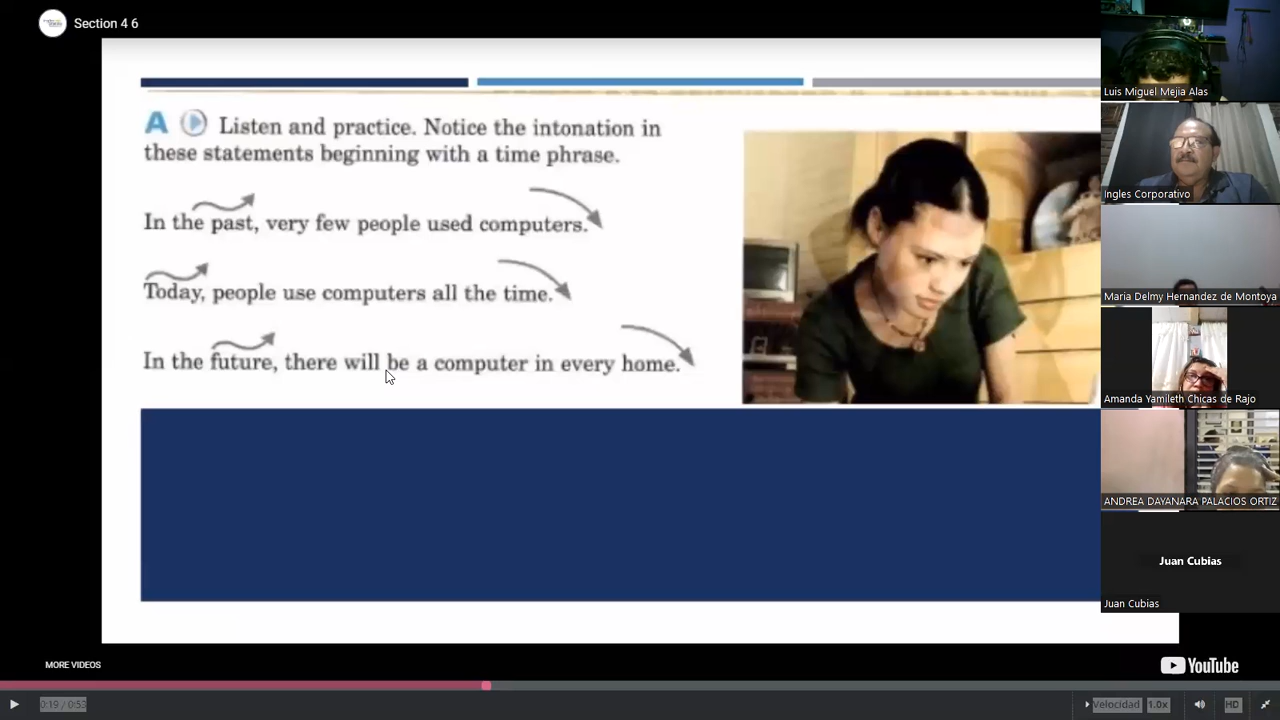 Section 4 6
A Listen and practice. Notice the intonation in
these statements beginning with a time phrase.
In the past, very few people used computers.
Today, people use computers all the time.
In the future, there will be a computer in every home.
Luis Miguel Mejia Alas
Ingles Corporativo
Maria Delmy Hernandez de Montoya
Amanda Yamileth Chicas de Rajo
ANDREA DAYANARA PALACIOS ORTIZ
Juan Cubias
Juan Cubias
MORE VIDEOS
YouTube
0:19 / 0:53
Velocidad 1.0x
HD